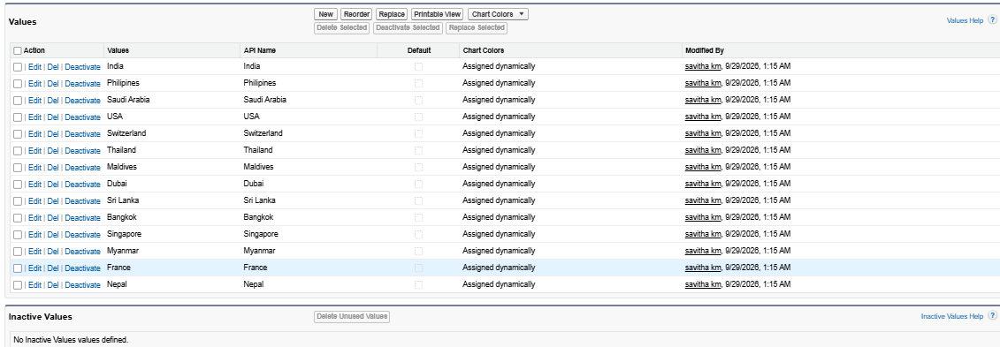 Values New Reorder Replace Printable View Chart Colors ▼ Values Help ?
Delete Selected Deactivate Selected Replace Selected
Action Values API Name Default Chart Colors Modified By
| Edit | Del | Deactivate India India Assigned dynamically savitha km, 9/29/2026, 1:15 AM
| Edit | Del | Deactivate Philipines Philipines Assigned dynamically savitha km, 9/29/2026, 1:15 AM
| Edit | Del | Deactivate Saudi Arabia Saudi Arabia Assigned dynamically savitha km, 9/29/2026, 1:15 AM
| Edit | Del | Deactivate USA USA Assigned dynamically savitha km, 9/29/2026, 1:15 AM
| Edit | Del | Deactivate Switzerland Switzerland Assigned dynamically savitha km, 9/29/2026, 1:15 AM
| Edit | Del | Deactivate Thailand Thailand Assigned dynamically savitha km, 9/29/2026, 1:15 AM
| Edit | Del | Deactivate Maldives Maldives Assigned dynamically savitha km, 9/29/2026, 1:15 AM
| Edit | Del | Deactivate Dubai Dubai Assigned dynamically savitha km, 9/29/2026, 1:15 AM
| Edit | Del | Deactivate Sri Lanka Sri Lanka Assigned dynamically savitha km, 9/29/2026, 1:15 AM
| Edit | Del | Deactivate Bangkok Bangkok Assigned dynamically savitha km, 9/29/2026, 1:15 AM
| Edit | Del | Deactivate Singapore Singapore Assigned dynamically savitha km, 9/29/2026, 1:15 AM
| Edit | Del | Deactivate Myanmar Myanmar Assigned dynamically savitha km, 9/29/2026, 1:15 AM
| Edit | Del | Deactivate France France Assigned dynamically savitha km, 9/29/2026, 1:15 AM
| Edit | Del | Deactivate Nepal Nepal Assigned dynamically savitha km, 9/29/2026, 1:15 AM
Inactive Values Delete Unused Values Inactive Values Help ?
No Inactive Values values defined.